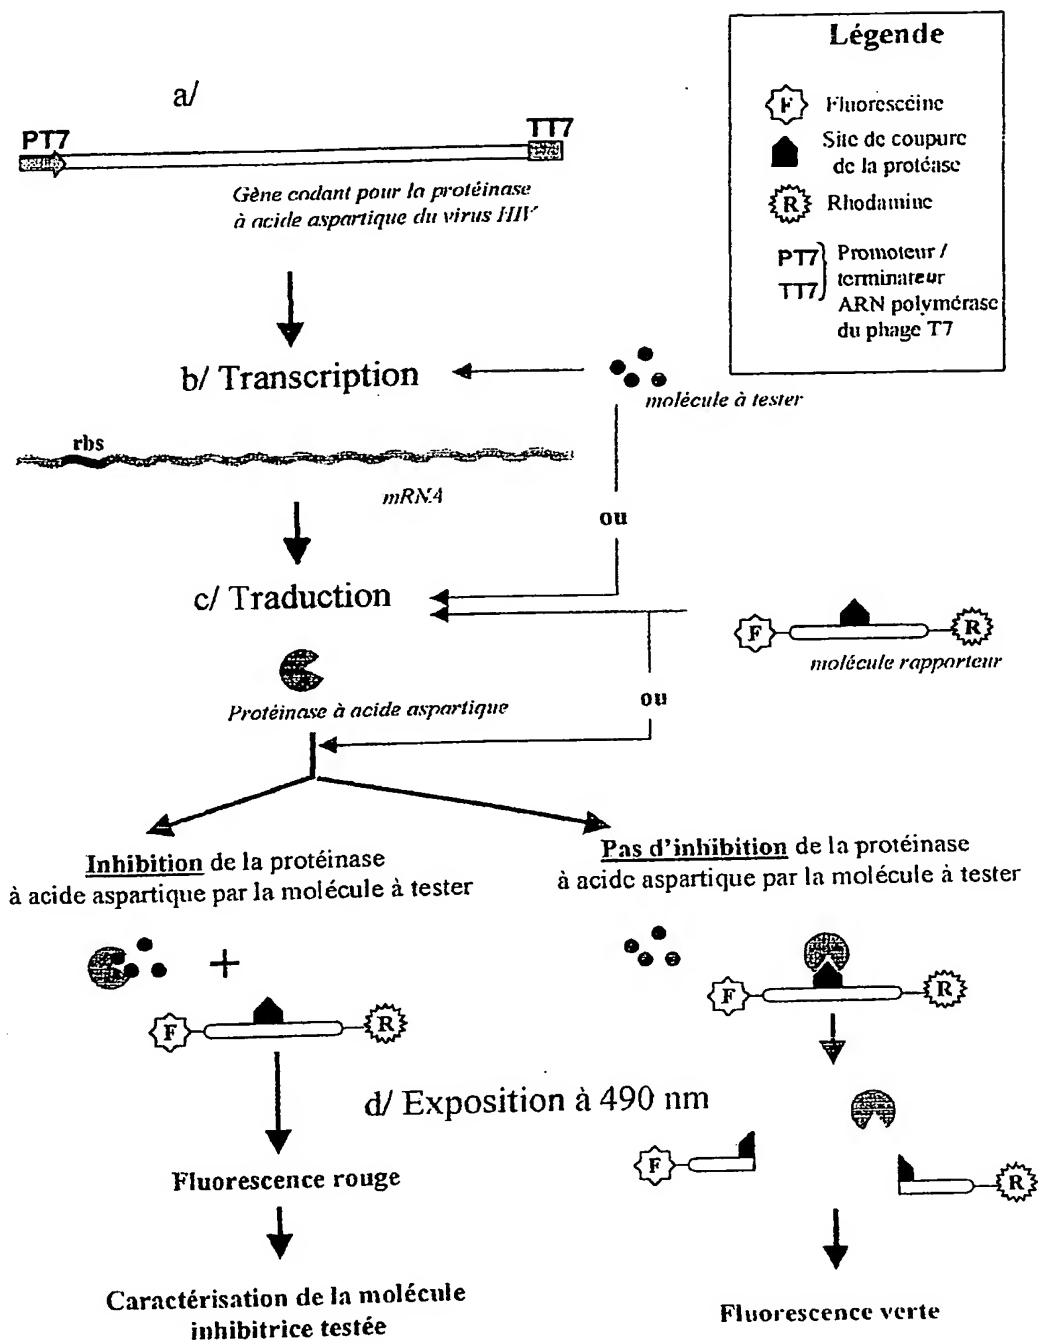 Légende
F Fluorescéine
Site de coupure
de la protéase
R Rhodamine
PT7 Promoteur /
TT7 terminateur
ARN polymérase
du phage T7
a/
PT7 TT7
Gène codant pour la protéinase
à acide aspartique du virus HIV
b/ Transcription
molécule à tester
rbs
mRNA
ou
c/ Traduction
F R
molécule rapporteur
Protéinase à acide aspartique
ou
Inhibition de la protéinase
à acide aspartique par la molécule à tester
Pas d'inhibition de la protéinase
à acide aspartique par la molécule à tester
+
F R
F R
d/ Exposition à 490 nm
F
R
Fluorescence rouge
Caractérisation de la molécule
inhibitrice testée
Fluorescence verte